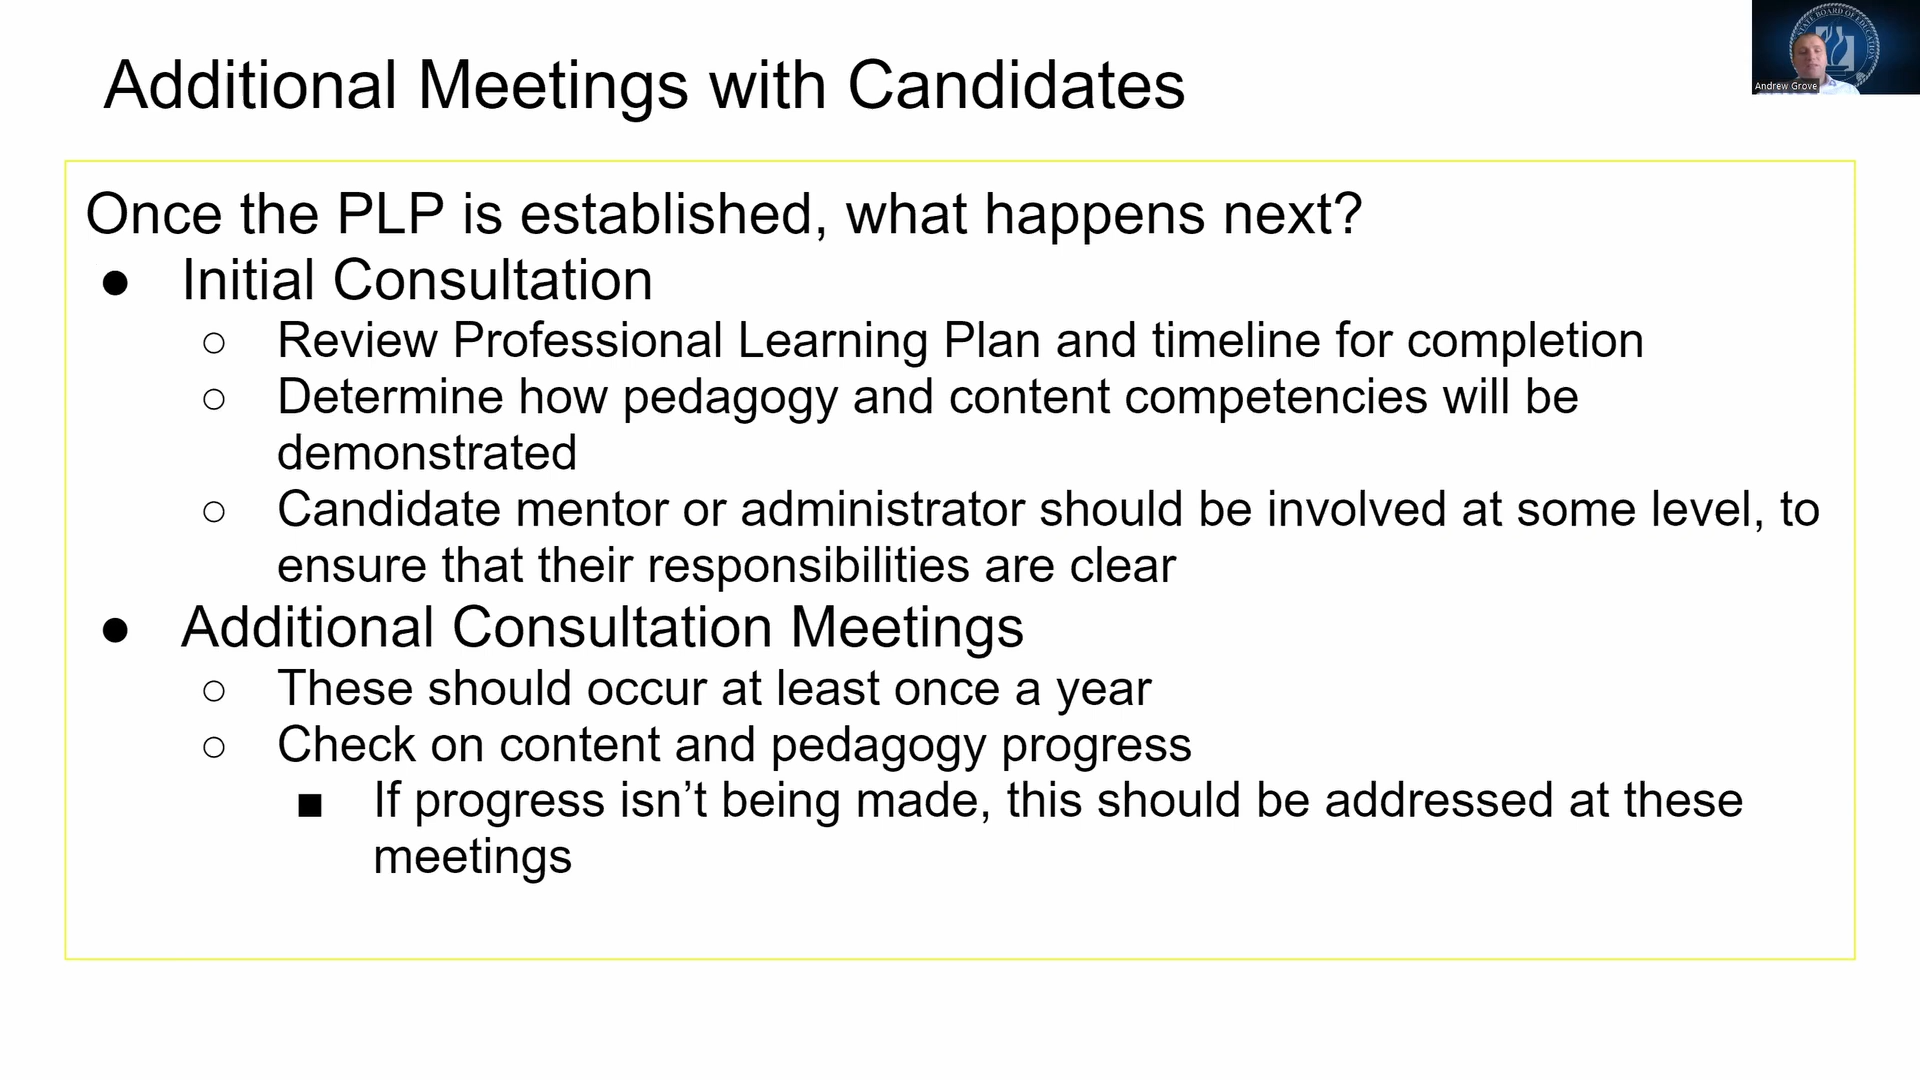 Additional Meetings with Candidates
STATE BOARD OF EDUCATION
Andrew Grove
Once the PLP is established, what happens next?
● Initial Consultation
○ Review Professional Learning Plan and timeline for completion
○ Determine how pedagogy and content competencies will be
demonstrated
○ Candidate mentor or administrator should be involved at some level, to
ensure that their responsibilities are clear
● Additional Consultation Meetings
○ These should occur at least once a year
○ Check on content and pedagogy progress
■ If progress isn’t being made, this should be addressed at these
meetings